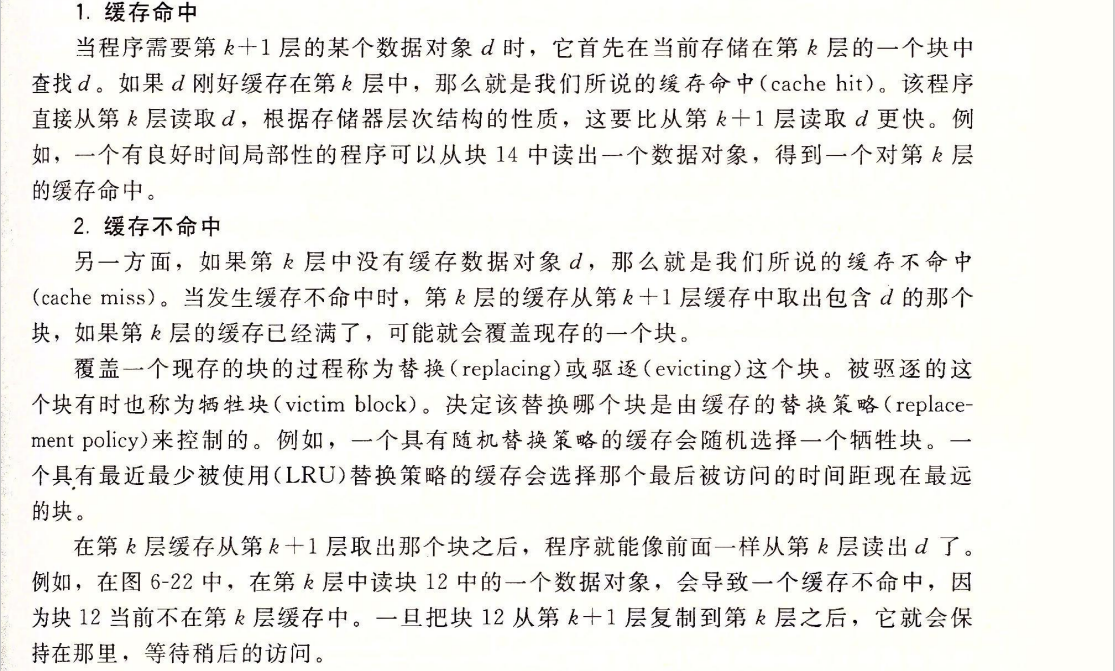 1. 缓存命中
当程序需要第 k+1 层的某个数据对象 d 时，它首先在当前存储在第 k 层的一个块中
查找 d。如果 d 刚好缓存在第 k 层中，那么就是我们所说的缓存命中(cache hit)。该程序
直接从第 k 层读取 d，根据存储器层次结构的性质，这要比从第 k+1 层读取 d 更快。例
如，一个有良好时间局部性的程序可以从块 14 中读出一个数据对象，得到一个对第 k 层
的缓存命中。
2. 缓存不命中
另一方面，如果第 k 层中没有缓存数据对象 d，那么就是我们所说的缓存不命中
(cache miss)。当发生缓存不命中时，第 k 层的缓存从第 k+1 层缓存中取出包含 d 的那个
块，如果第 k 层的缓存已经满了，可能就会覆盖现存的一个块。
覆盖一个现存的块的过程称为替换(replacing)或驱逐(evicting)这个块。被驱逐的这
个块有时也称为牺牲块(victim block)。决定该替换哪个块是由缓存的替换策略(replace-
ment policy)来控制的。例如，一个具有随机替换策略的缓存会随机选择一个牺牲块。一
个具有最近最少被使用(LRU)替换策略的缓存会选择那个最后被访问的时间距现在最远
的块。
在第 k 层缓存从第 k+1 层取出那个块之后，程序就能像前面一样从第 k 层读出 d 了。
例如，在图 6-22 中，在第 k 层中读块 12 中的一个数据对象，会导致一个缓存不命中，因
为块 12 当前不在第 k 层缓存中。一旦把块 12 从第 k+1 层复制到第 k 层之后，它就会保
持在那里，等待稍后的访问。